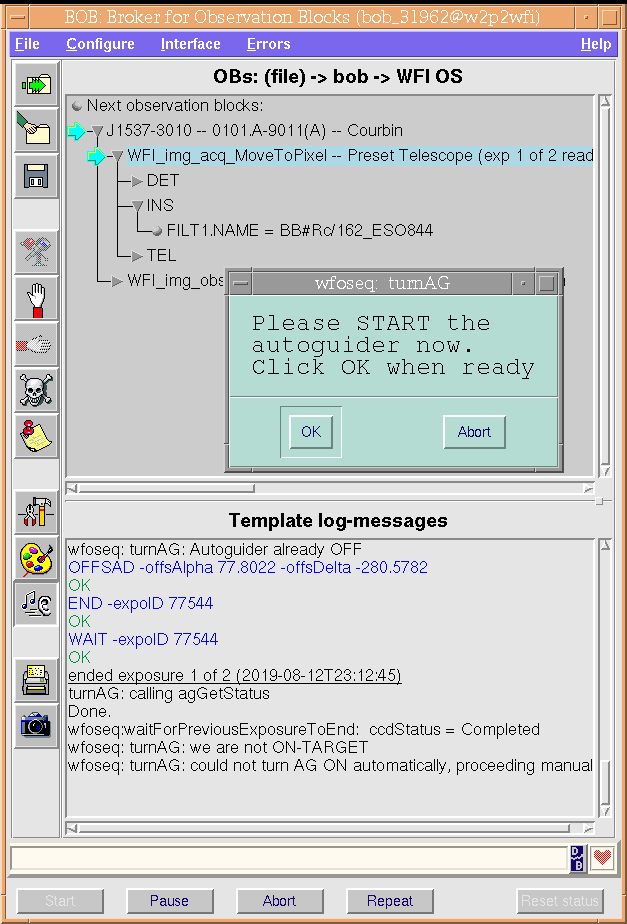 BOB: Broker for Observation Blocks (bob_31962@w2p2wfi)
File Configure Interface Errors Help
OBs: (file) -> bob -> WFI OS
Next observation blocks:
J1537-3010 -- 0101.A-9011(A) -- Courbin
WFI_img_acq_MoveToPixel -- Preset Telescope (exp 1 of 2 read
DET
INS
FILT1.NAME = BB#Rc/162_ESO844
TEL
WFI_img_obs
wfoseq: turnAG
Please START the
autoguider now.
Click OK when ready
OK Abort
Template log-messages
wfoseq: turnAG: Autoguider already OFF
OFFSAD -offsAlpha 77.8022 -offsDelta -280.5782
OK
END -expoID 77544
OK
WAIT -expoID 77544
OK
ended exposure 1 of 2 (2019-08-12T23:12:45)
turnAG: calling agGetStatus
Done.
wfoseq:waitForPreviousExposureToEnd: ccdStatus = Completed
wfoseq: turnAG: we are not ON-TARGET
wfoseq: turnAG: could not turn AG ON automatically, proceeding manual
D B
Start Pause Abort Repeat Reset status